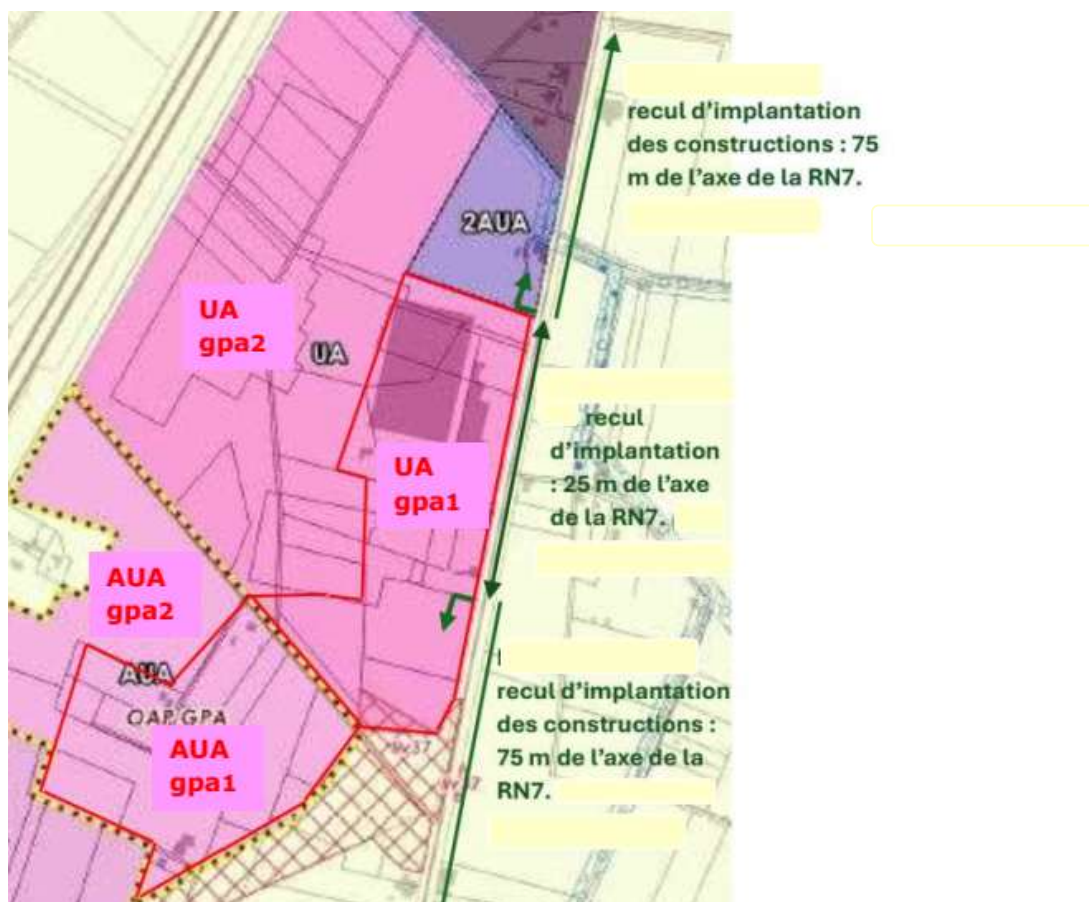 recul d'implantation
des constructions : 75
m de l'axe de la RN7.
2AUA
UA
gpa2
UA
recul
d'implantation
: 25 m de l'axe
de la RN7.
UA
gpa1
AUA
gpa2
AUA
OAP GPA
AUA
gpa1
recul d'implantation
des constructions :
75 m de l'axe de la
RN7.